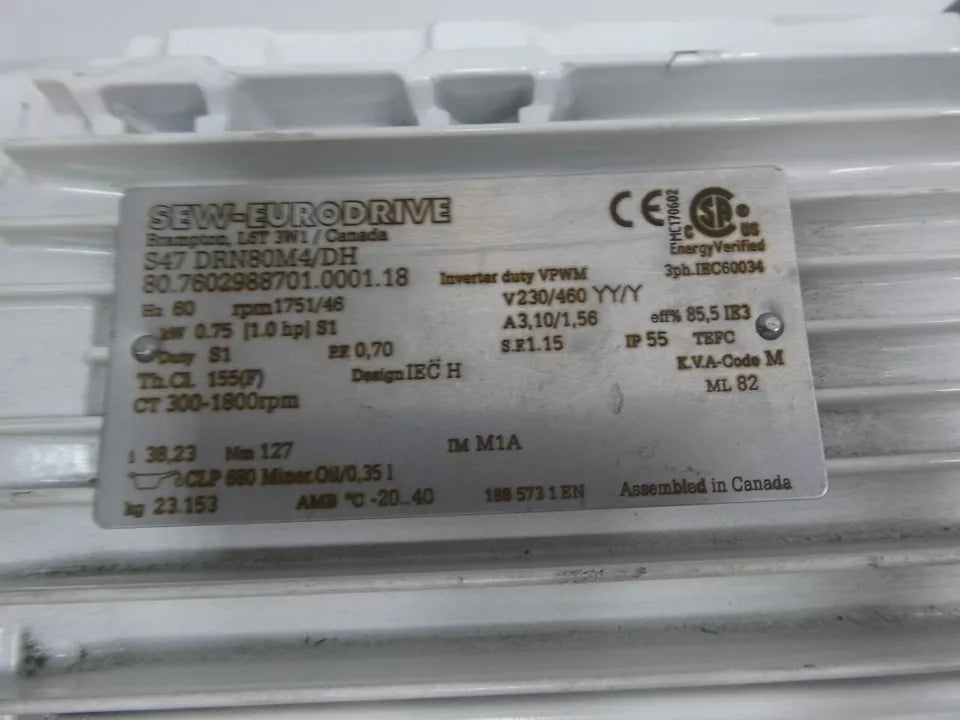 SEW-EURODRIVE
Brampton, L6T 3W1 / Canada
CE
MC170602
CSA
C US
EnergyVerified
S47 DRN80M4/DH
3ph.IEC60034
80.7602988701.0001.18
Inverter duty VPWM
Hz 60 rpm 1751/46 V 230/460 YY/Y
kW 0.75 [1.0 hp] S1 A 3,10/1,56 eff% 85,5 IE3
Duty S1 P.F. 0,70 S.F. 1.15 IP 55 TEFC
Th.Cl. 155(F) Design IEC H K.V.A-Code M
CT 300-1800rpm ML 82
i 38,23 Nm 127 IM M1A
CLP 680 Miner.Oil/0,35 l
kg 23.153 AMB °C -20..40 188 573 1 EN Assembled in Canada